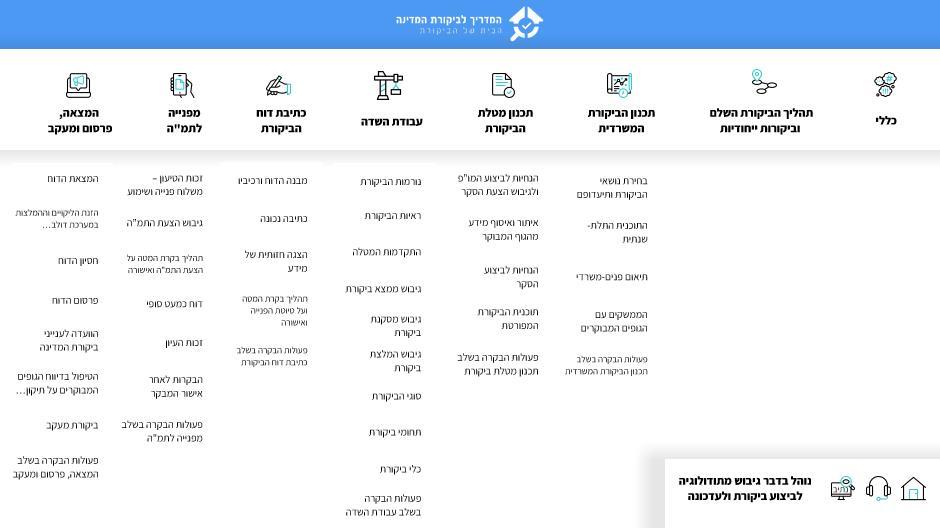 המדריך לביקורת המדינה
הבית של הביקורת
כללי
תהליך הביקורת השלם
וביקורות ייחודיות
תכנון הביקורת
המשרדית
תכנון מטלת
הביקורת
עבודת השדה
כתיבת דוח
הביקורת
מפנייה
לתמ"ה
המצאה,
פרסום ומעקב
בחירת נושאי
הביקורת ותיעדופם
התוכנית התלת-
שנתית
תיאום פנים-משרדי
הממשקים עם
הגופים המבוקרים
פעולות הבקרה בשלב
תכנון הביקורת המשרדית
הנחיות לביצוע המו"פ
ולגיבוש הצעת הסקר
איתור ואיסוף מידע
מהגוף המבוקר
הנחיות לביצוע
הסקר
תוכנית הביקורת
המפורטת
פעולות הבקרה בשלב
תכנון מטלת ביקורת
נורמות הביקורת
ראיות הביקורת
התקדמות המטלה
גיבוש ממצא ביקורת
גיבוש מסקנת
ביקורת
גיבוש המלצת
ביקורת
סוגי הביקורת
תחומי ביקורת
כלי ביקורת
פעולות הבקרה
בשלב עבודת השדה
מבנה הדוח ורכיביו
כתיבה נכונה
הצגה חזותית של
מידע
תהליך בקרת המטה
ועל טיוטת הפנייה
ואישורה
פעולות הבקרה בשלב
כתיבת דוח הביקורת
זכות הטיעון –
משלוח פנייה ושימוע
גיבוש הצעת התמ"ה
תהליך בקרת המטה על
הצעת התמ"ה ואישורה
דוח כמעט סופי
זכות העיון
הבקרות לאחר
אישור המבקר
פעולות הבקרה בשלב
מפנייה לתמ"ה
המצאת הדוח
הזנת הליקויים וההמלצות
במערכת דולב...
חסיון הדוח
פרסום הדוח
הוועדה לענייני
ביקורת המדינה
הטיפול בדיווח הגופים
המבוקרים על תיקון...
ביקורת מעקב
פעולות הבקרה בשלב
המצאה, פרסום ומעקב
נוהל בדבר גיבוש מתודולוגיה
לביצוע ביקורת ולעדכונה
נתיב